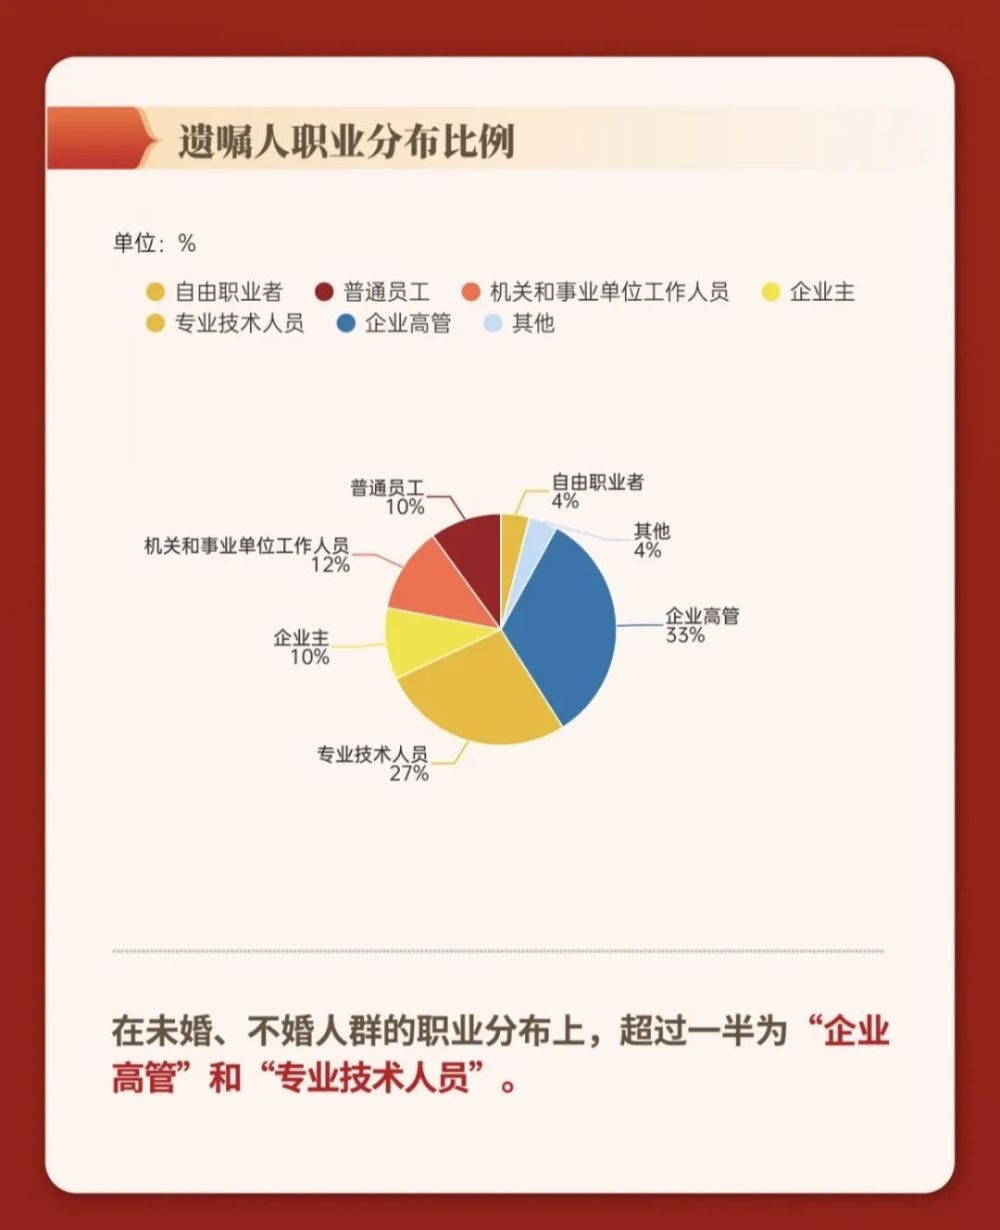 遗嘱人职业分布比例
单位：%
自由职业者 普通员工 机关和事业单位工作人员 企业主
专业技术人员 企业高管 其他
自由职业者
4%
普通员工
10%
其他
4%
机关和事业单位工作人员
12%
企业高管
33%
企业主
10%
专业技术人员
27%
在未婚、不婚人群的职业分布上，超过一半为“企业
高管”和“专业技术人员”。